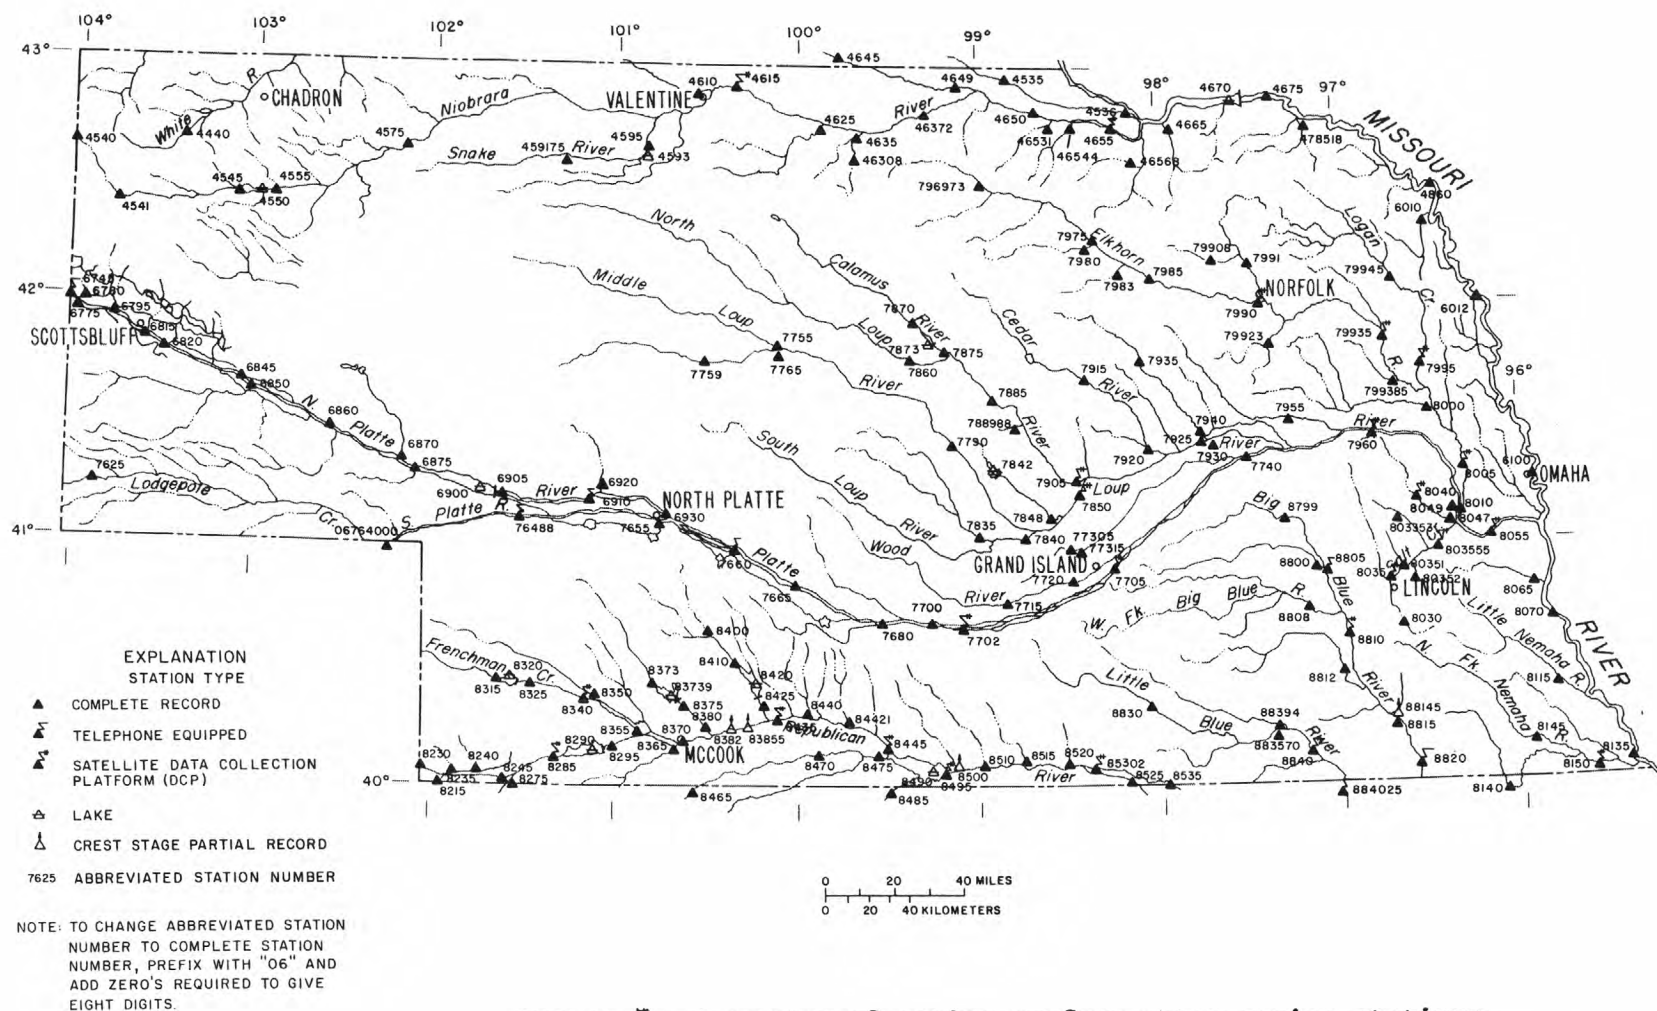 104°
103°
102°
101°
100°
99°
98°
97°
96°
43°
42°
41°
40°
4645
4649
4535
4670
4675
4610
4615
VALENTINE
CHADRON
R.
White
Niobrara
River
4536
MISSOURI
4540
4440
4575
4595
4625
46372
4650
4665
478518
459175
River
4593
4635
46531
4655
Snake
46308
46544
46568
4545
4555
4550
4541
796973
4860
6010
North
Logan
7975
Elkhorn
79908
7991
7980
Calamus
7985
79945
7983
NORFOLK
Cr.
Middle
7990
6012
6780
6775
6795
6815
SCOTTSBLUFF
6820
Loup
7870
River
Cedar
79935
79923
7755
Loup
7873
7875
7935
R.
7995
7759
7765
7860
7915
799385
6845
6850
River
River
7885
8000
N.
6860
Platte
788988
River
7940
7955
River
7960
South
7790
7925
River
7930
7740
6870
6875
7920
7625
7842
8005
6100
OMAHA
Lodgepole
6905
6920
7905
Loup
6900
River
6910
NORTH PLATTE
Loup
7850
Big
8040
8010
8049
Cr.
S.
Platte
R.
76488
6930
7655
7848
8799
8047
803353
8055
06764000
River
7835
7840
77305
77315
803555
7660
Platte
Wood
GRAND ISLAND
8800
8805
Salt
80351
8035
80352
7665
7720
7705
LINCOLN
8065
River
7715
Blue
R.
Little
Nemaha
R.
8070
7700
W.
Fk.
Big
Blue
8808
8030
7680
7702
8810
N.
Fk.
RIVER
8400
8410
8812
EXPLANATION
STATION TYPE
Frenchman
Cr.
8320
8315
8325
8373
83739
8420
8425
Little
River
8115
Nemaha
COMPLETE RECORD
8350
8340
8375
8380
8440
84421
8830
88145
8815
8145
R.
TELEPHONE EQUIPPED
8355
8370
8382
83855
Republican
Blue
88394
883570
River
8135
SATELLITE DATA COLLECTION
PLATFORM (DCP)
8230
8240
8290
8365
MCCOOK
8445
8840
8820
8150
8245
8285
8295
8470
8475
8510
8515
8520
85302
8235
8215
8275
8490
8500
8495
River
8525
8535
8465
8485
884025
8140
LAKE
CREST STAGE PARTIAL RECORD
7625 ABBREVIATED STATION NUMBER
0 20 40 MILES
0 20 40 KILOMETERS
NOTE: TO CHANGE ABBREVIATED STATION
NUMBER TO COMPLETE STATION
NUMBER, PREFIX WITH "06" AND
ADD ZERO'S REQUIRED TO GIVE
EIGHT DIGITS.